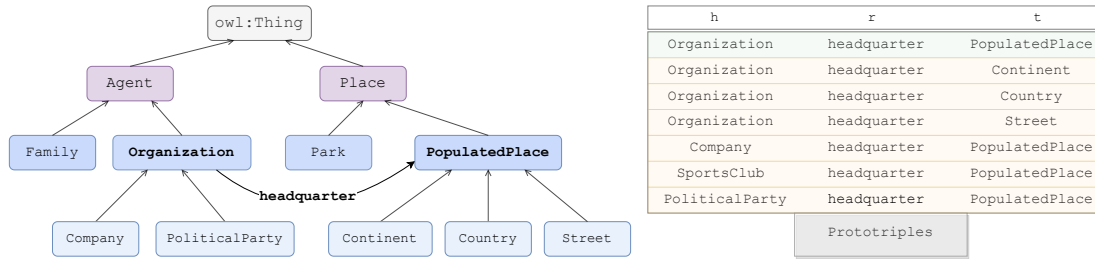 owl:Thing
Agent Place
Family Organization Park PopulatedPlace
headquarter
Company PoliticalParty Continent Country Street
h r t
Organization headquarter PopulatedPlace
Organization headquarter Continent
Organization headquarter Country
Organization headquarter Street
Company headquarter PopulatedPlace
SportsClub headquarter PopulatedPlace
PoliticalParty headquarter PopulatedPlace
Prototriples